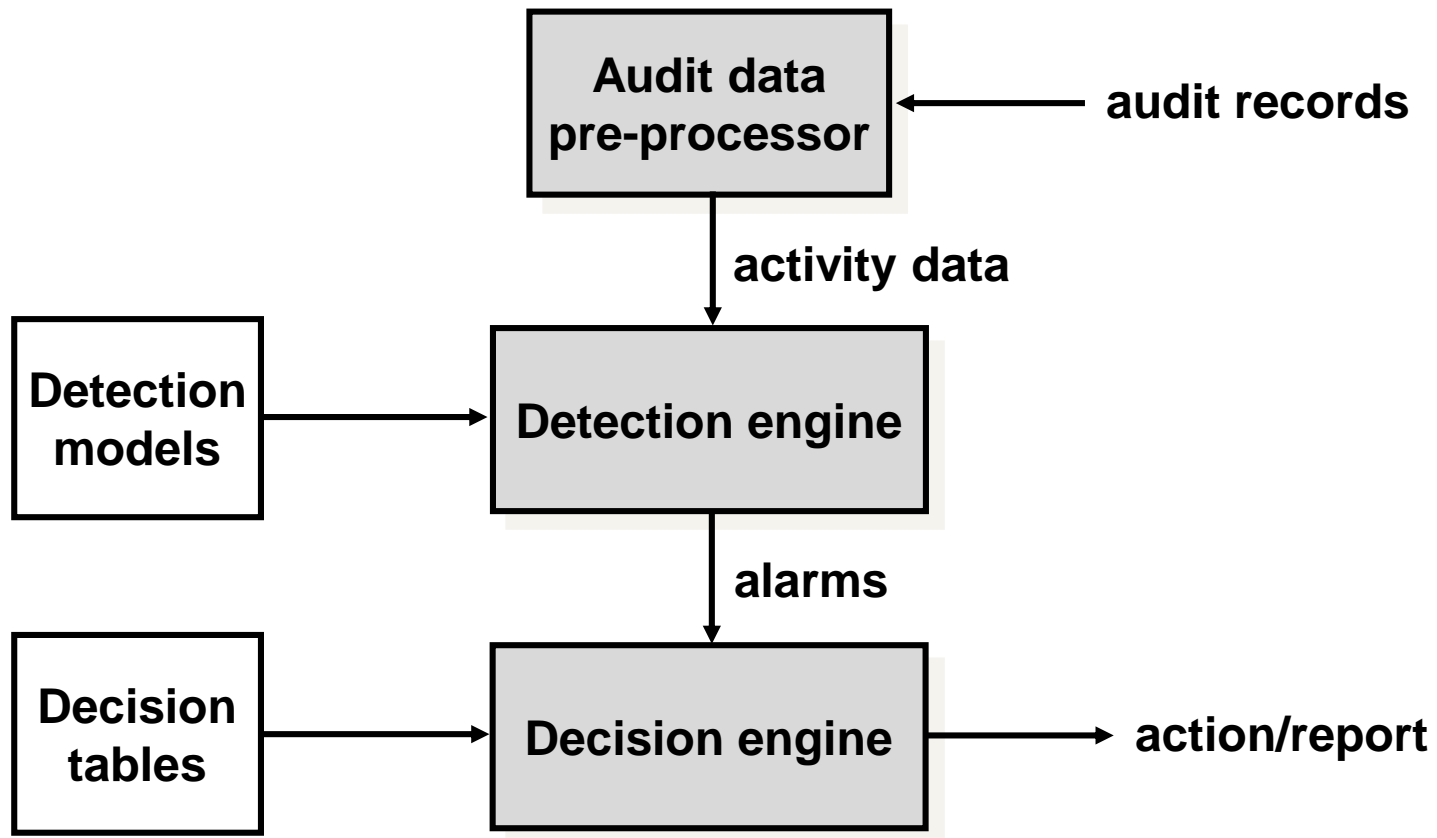 Audit data
pre-processor
audit records
activity data
Detection
models
Detection engine
alarms
Decision
tables
Decision engine
action/report